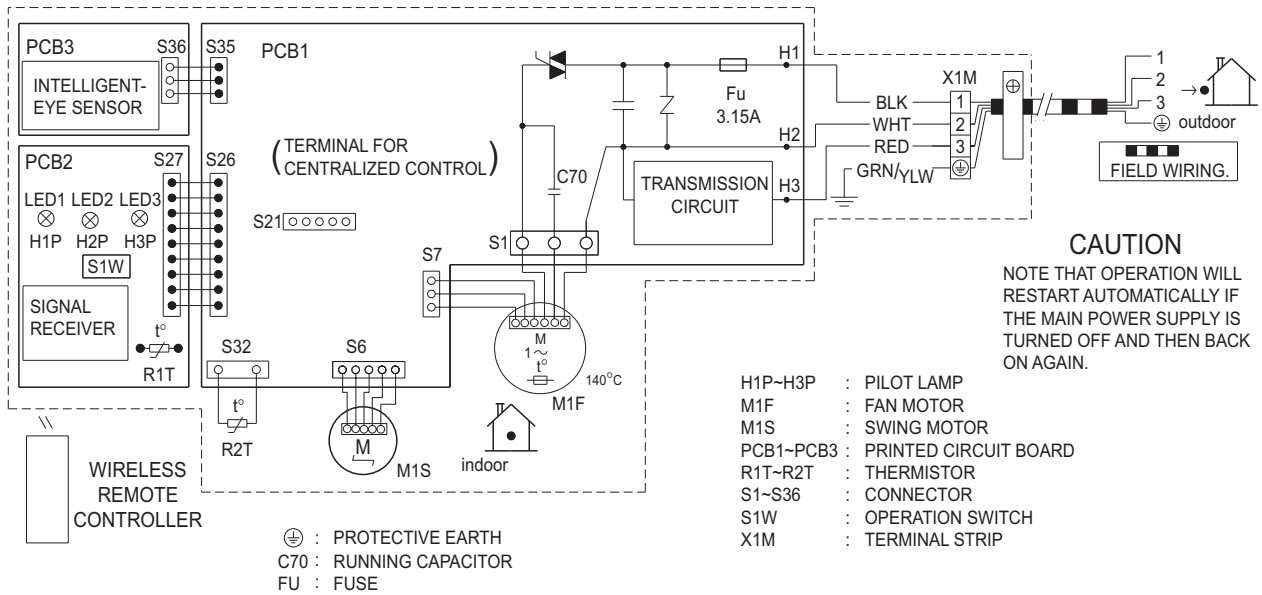 PCB3
S36
S35
PCB1
INTELLIGENT-
EYE SENSOR
H1
Fu
3.15A
X1M
BLK
1
WHT
2
RED
3
GRN/YLW
H2
H3
1
2
3
outdoor
FIELD WIRING.
PCB2
S27
S26
(TERMINAL FOR
CENTRALIZED CONTROL)
C70
TRANSMISSION
CIRCUIT
LED1 LED2 LED3
H1P H2P H3P
S1W
S21
S1
S7
SIGNAL
RECEIVER
t°
R1T
S32
S6
M
1~
t°
140°C
M1F
t°
R2T
M
M1S
indoor
WIRELESS
REMOTE
CONTROLLER
CAUTION
NOTE THAT OPERATION WILL
RESTART AUTOMATICALLY IF
THE MAIN POWER SUPPLY IS
TURNED OFF AND THEN BACK
ON AGAIN.
H1P~H3P : PILOT LAMP
M1F : FAN MOTOR
M1S : SWING MOTOR
PCB1~PCB3 : PRINTED CIRCUIT BOARD
R1T~R2T : THERMISTOR
S1~S36 : CONNECTOR
S1W : OPERATION SWITCH
X1M : TERMINAL STRIP
: PROTECTIVE EARTH
C70 : RUNNING CAPACITOR
FU : FUSE